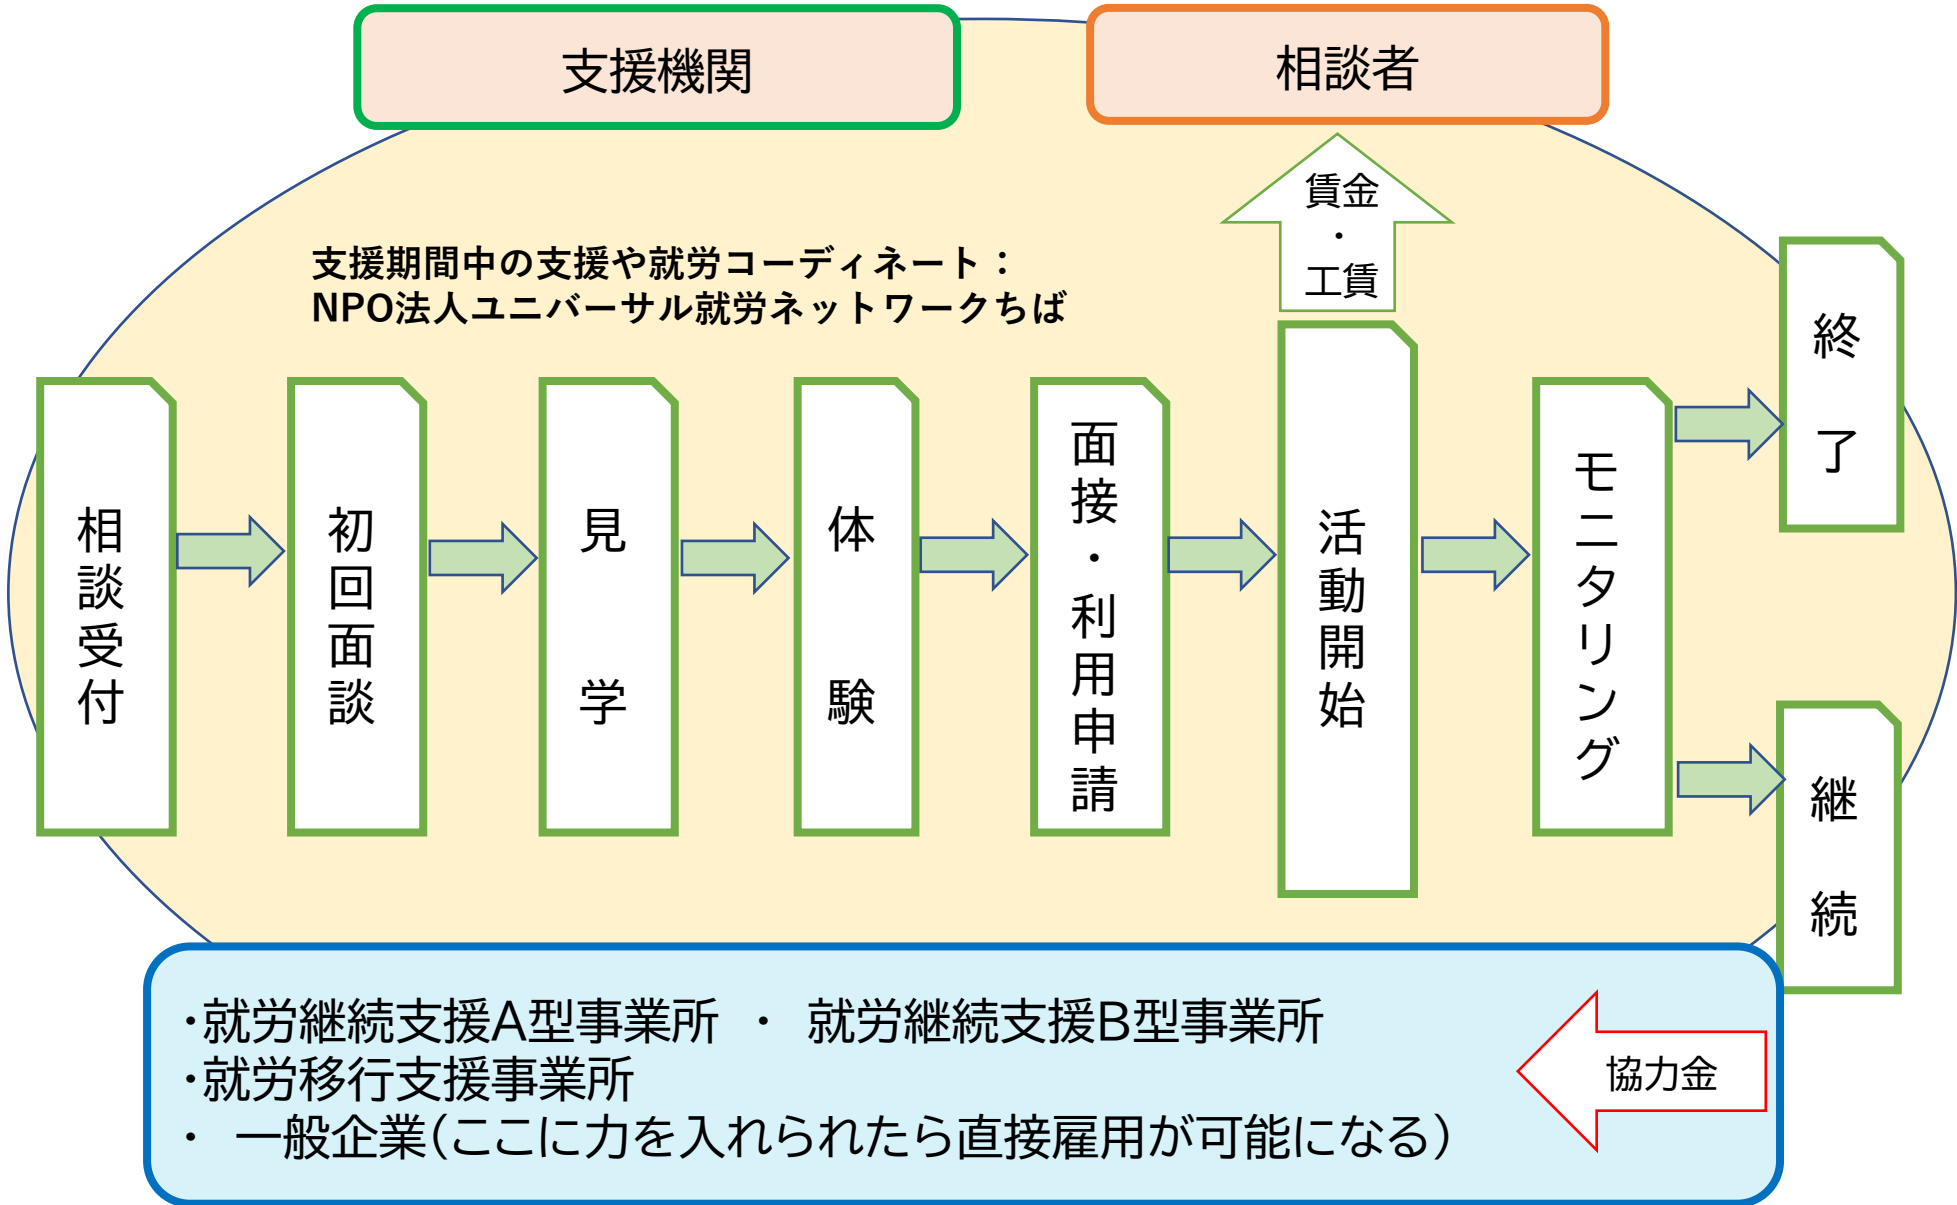 支援機関
相談者
賃金
・
工賃
支援期間中の支援や就労コーディネート：
NPO法人ユニバーサル就労ネットワークちば
相談受付
初回面談
見学
体験
面接・利用申請
活動開始
モニタリング
終了
継続
・就労継続支援A型事業所　・　就労継続支援B型事業所
・就労移行支援事業所
・　一般企業（ここに力を入れられたら直接雇用が可能になる）
協力金